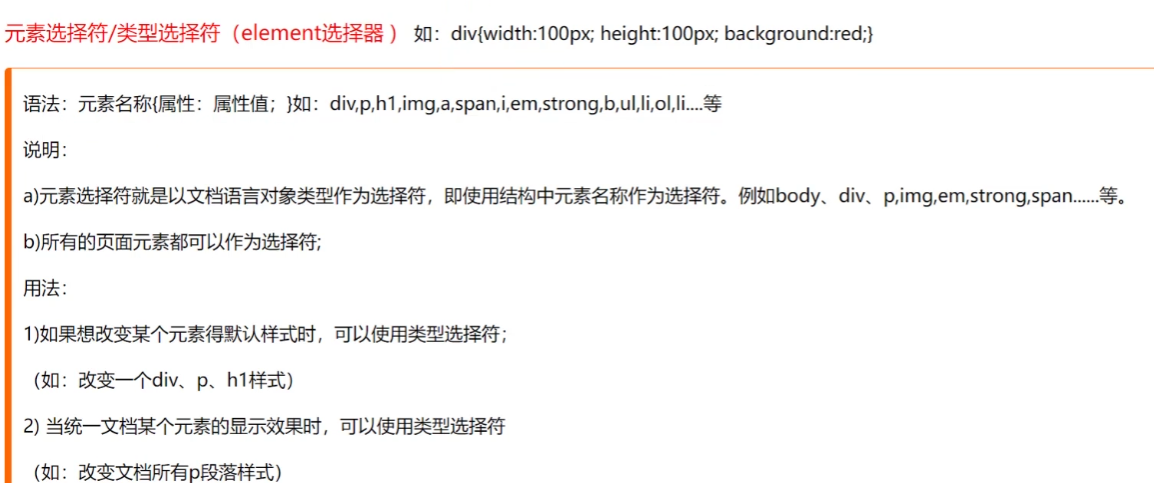 元素选择符/类型选择符（element选择器 ） 如：div{width:100px; height:100px; background:red;}
语法：元素名称{属性：属性值；}如：div,p,h1,img,a,span,i,em,strong,b,ul,li,ol,li....等
说明：
a)元素选择符就是以文档语言对象类型作为选择符，即使用结构中元素名称作为选择符。例如body、div、p,img,em,strong,span......等。
b)所有的页面元素都可以作为选择符;
用法：
1)如果想改变某个元素得默认样式时，可以使用类型选择符；
（如：改变一个div、p、h1样式）
2) 当统一文档某个元素的显示效果时，可以使用类型选择符
（如：改变文档所有p段落样式）